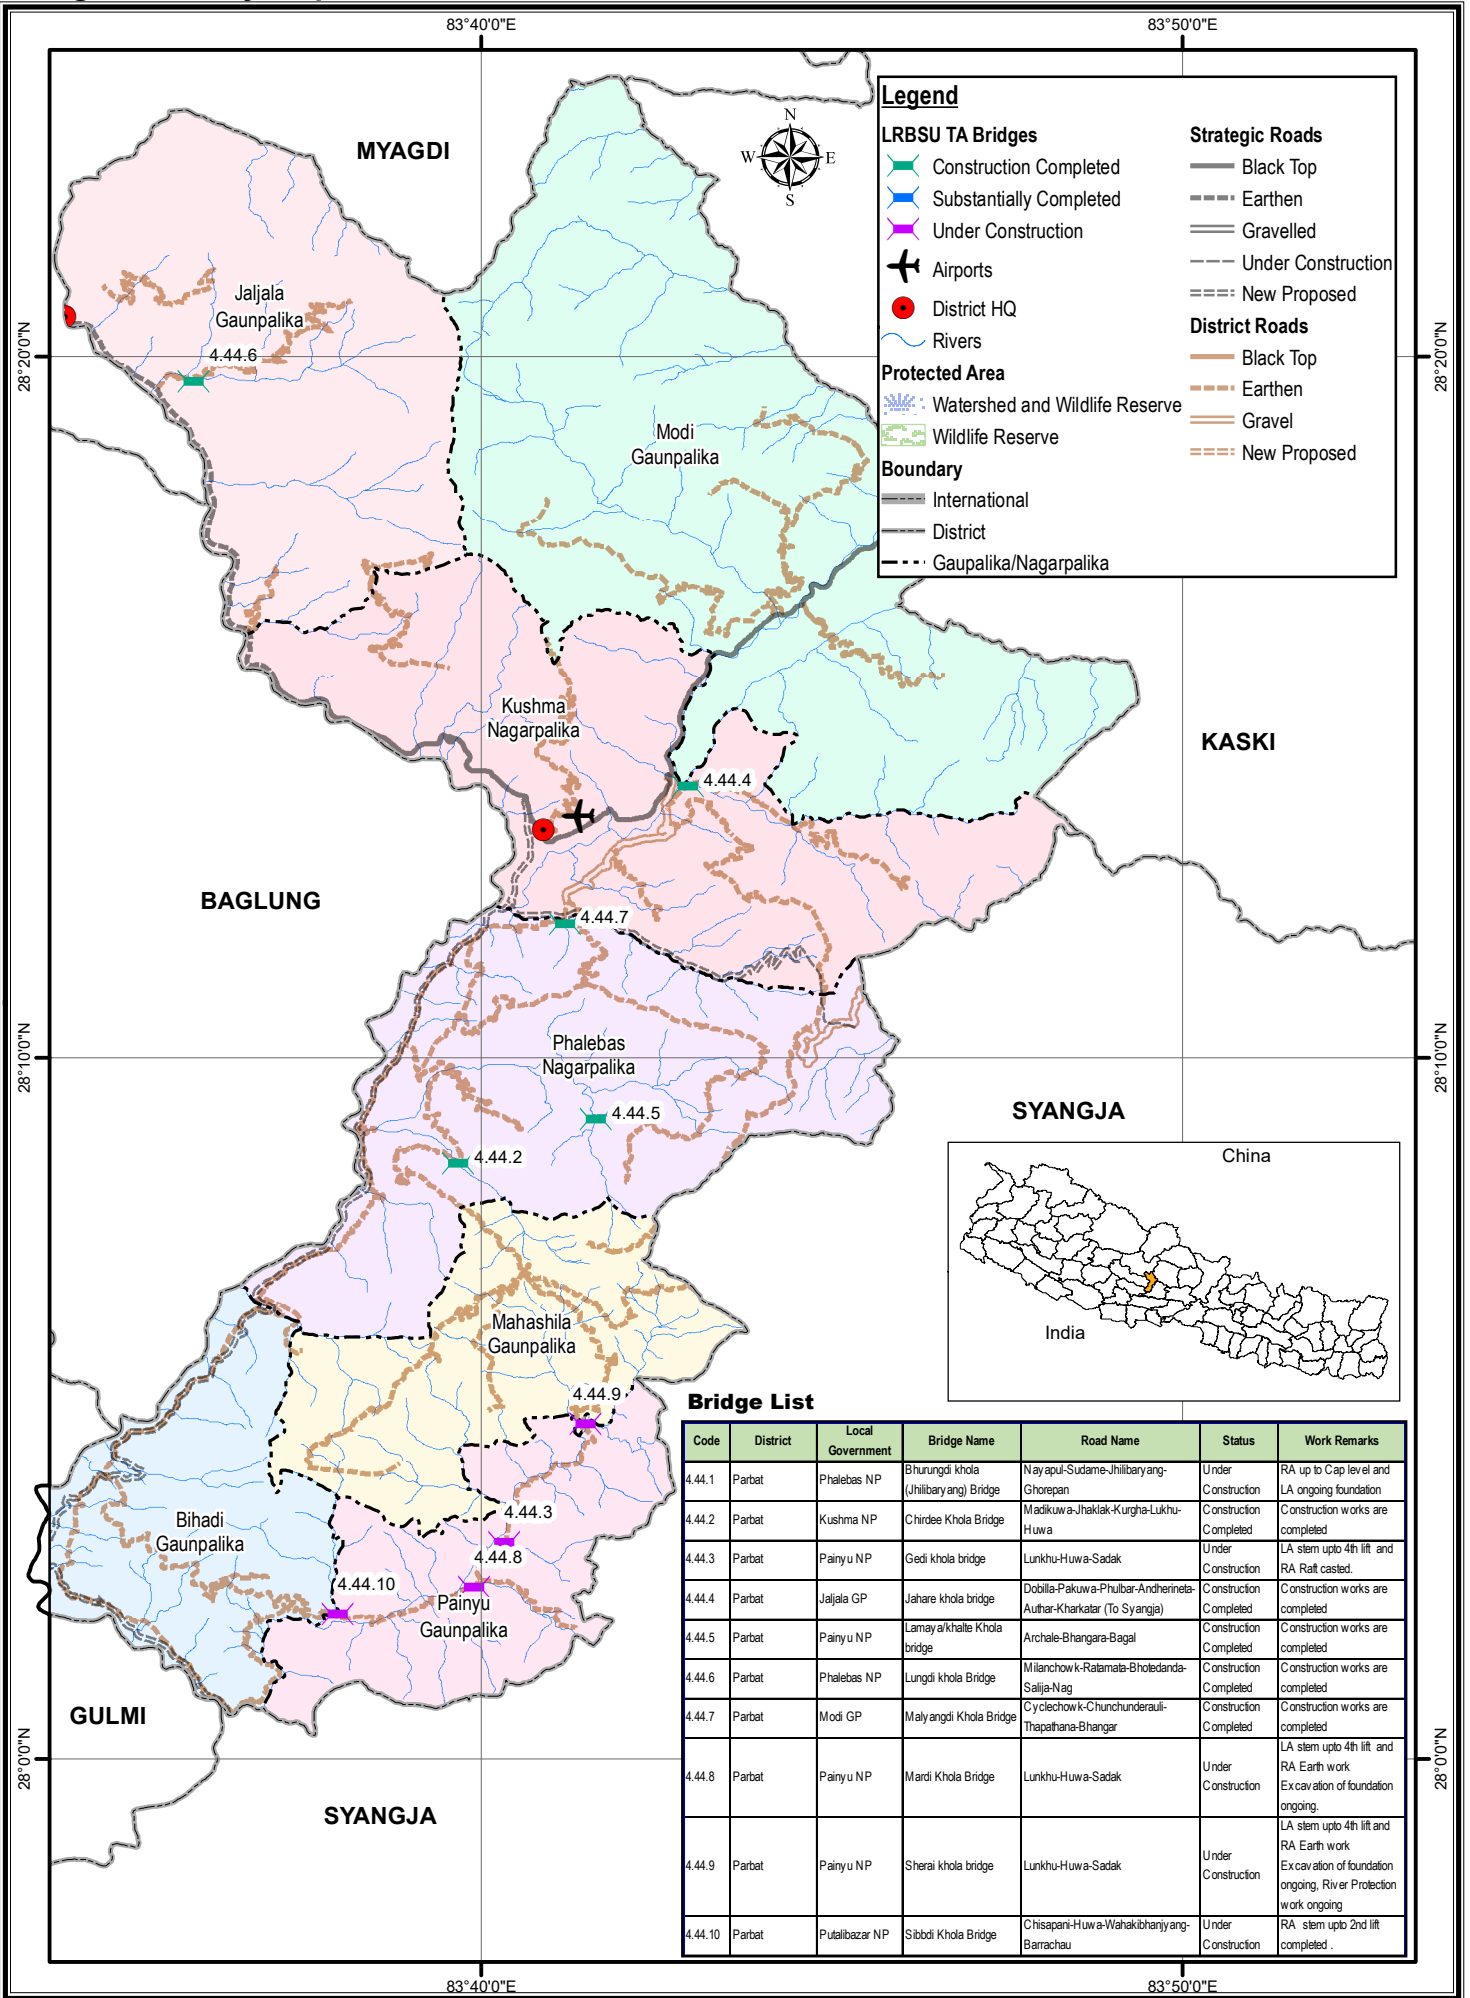 83°40'0"E
83°50'0"E
Legend
LRBSU TA Bridges
Construction Completed
Substantially Completed
Under Construction
Airports
District HQ
Rivers
Protected Area
Watershed and Wildlife Reserve
Wildlife Reserve
Boundary
International
District
Gaupalika/Nagarpalika
Strategic Roads
Black Top
Earthen
Gravelled
Under Construction
New Proposed
District Roads
Black Top
Earthen
Gravel
New Proposed
N
W
E
S
MYAGDI
Jaljala
Gaunpalika
28°20'0"N
28°20'0"N
4.44.6
Modi
Gaunpalika
Kushma
Nagarpalika
KASKI
4.44.4
BAGLUNG
4.44.7
Phalebas
Nagarpalika
28°10'0"N
28°10'0"N
4.44.5
SYANGJA
4.44.2
China
India
Mahashila
Gaunpalika
4.44.9
4.44.3
Bihadi
Gaunpalika
4.44.8
4.44.10
Painyu
Gaunpalika
GULMI
28°0'0"N
28°0'0"N
SYANGJA
83°40'0"E
83°50'0"E
Bridge List
Code District Local Government Bridge Name Road Name Status Work Remarks
4.44.1 Parbat Phalebas NP Bhurungdi khola (Jhilibaryang) Bridge Nayapul-Sudame-Jhilibaryang-Ghorepan Under Construction RA up to Cap level and LA ongoing foundation
4.44.2 Parbat Kushma NP Chirdee Khola Bridge Madikuwa-Jhaklak-Kurgha-Lukhu-Huwa Construction Completed Construction works are completed
4.44.3 Parbat Painyu NP Gedi khola bridge Lunkhu-Huwa-Sadak Under Construction LA stem upto 4th lift and RA Raft casted.
4.44.4 Parbat Jaljala GP Jahare khola bridge Dobilla-Pakuwa-Phulbar-Andherineta-Authar-Kharkatar (To Syangja) Construction Completed Construction works are completed
4.44.5 Parbat Painyu NP Lamaya/khalte Khola bridge Archale-Bhangara-Bagal Construction Completed Construction works are completed
4.44.6 Parbat Phalebas NP Lungdi khola Bridge Milanchowk-Ratamata-Bhotedanda-Salija-Nag Construction Completed Construction works are completed
4.44.7 Parbat Modi GP Malyangdi Khola Bridge Cyclechowk-Chunchunderauli-Thapathana-Bhangar Construction Completed Construction works are completed
4.44.8 Parbat Painyu NP Mardi Khola Bridge Lunkhu-Huwa-Sadak Under Construction LA stem upto 4th lift and RA Earth work Excavation of foundation ongoing.
4.44.9 Parbat Painyu NP Sherai khola bridge Lunkhu-Huwa-Sadak Under Construction LA stem upto 4th lift and RA Earth work Excavation of foundation ongoing, River Protection work ongoing
4.44.10 Parbat Putalibazar NP Sibbdi Khola Bridge Chisapani-Huwa-Wahakibhanjyang-Barrachau Under Construction RA stem upto 2nd lift completed .